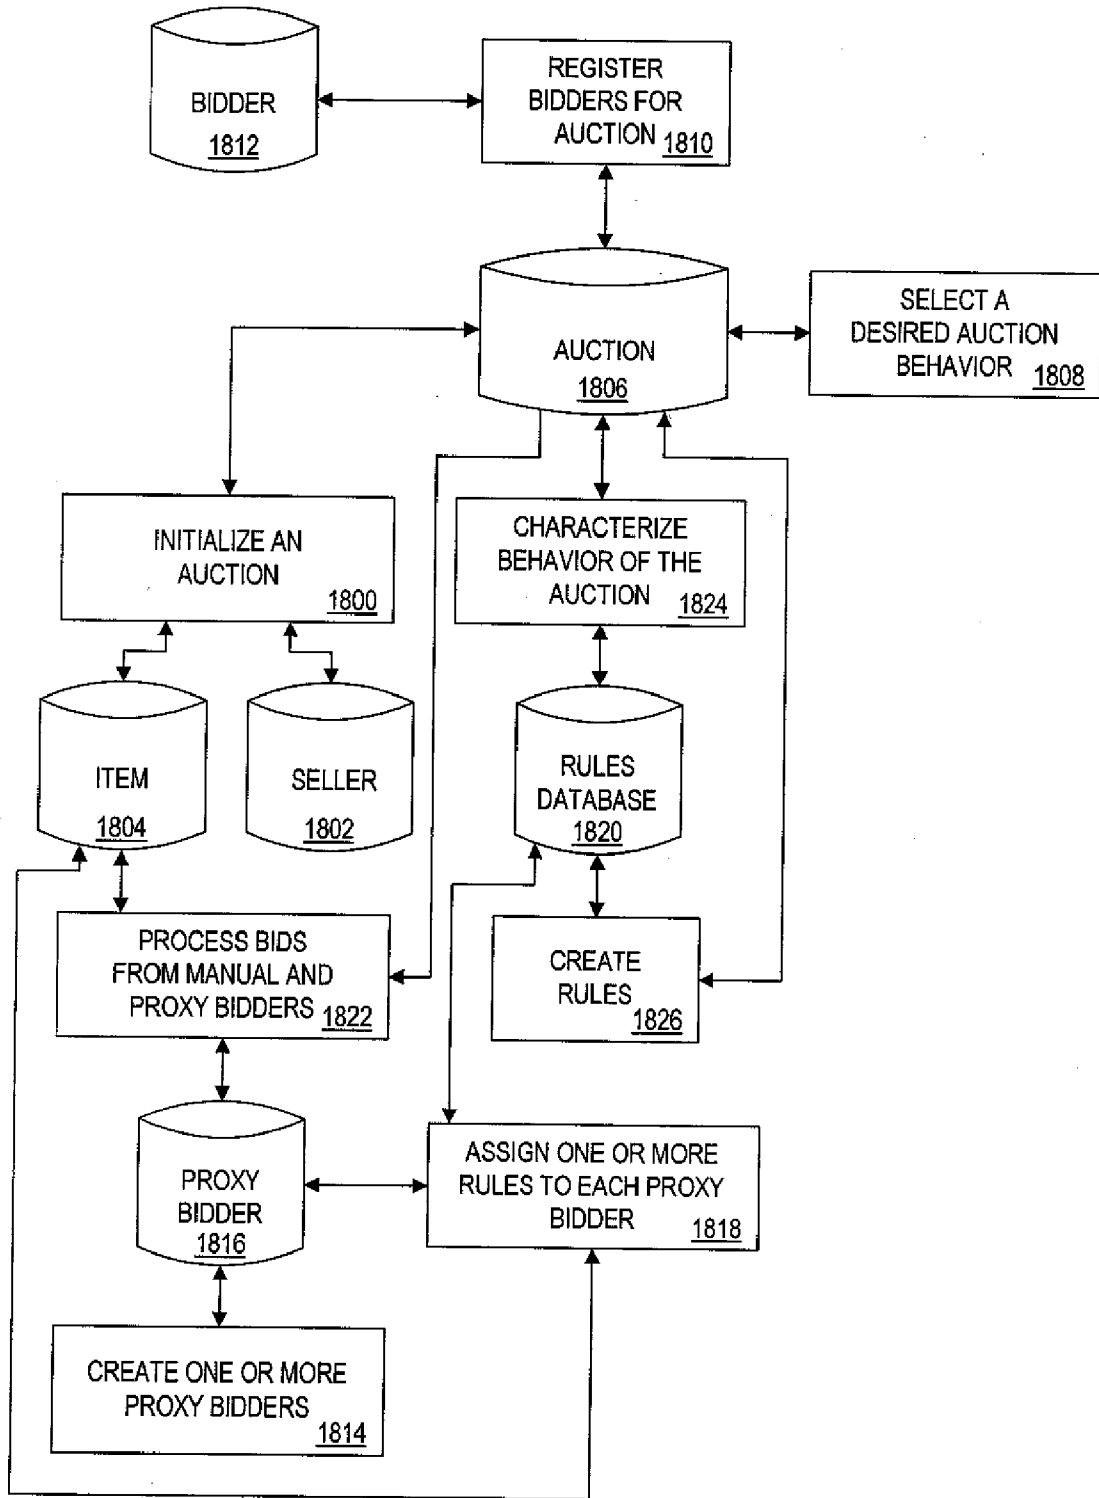 BIDDER
1812
REGISTER
BIDDERS FOR
AUCTION
1810
AUCTION
1806
SELECT A
DESIRED AUCTION
BEHAVIOR
1808
INITIALIZE AN
AUCTION
1800
CHARACTERIZE
BEHAVIOR OF THE
AUCTION
1824
ITEM
1804
SELLER
1802
RULES
DATABASE
1820
PROCESS BIDS
FROM MANUAL AND
PROXY BIDDERS
1822
CREATE
RULES
1826
PROXY
BIDDER
1816
ASSIGN ONE OR MORE
RULES TO EACH PROXY
BIDDER
1818
CREATE ONE OR MORE
PROXY BIDDERS
1814